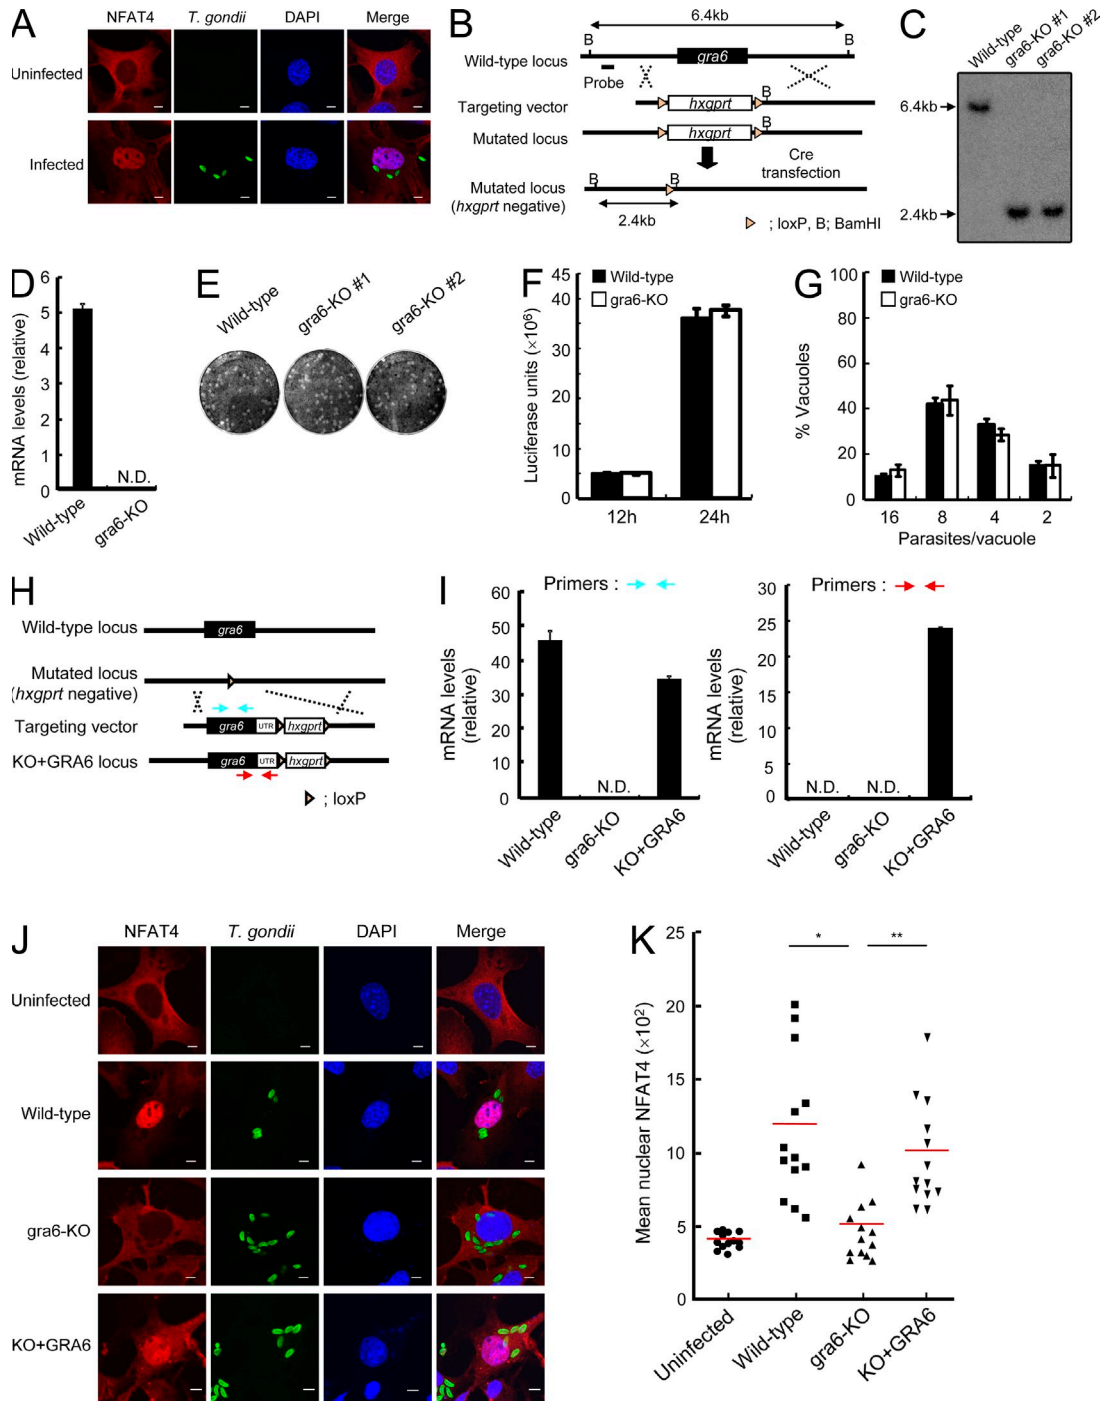 A
NFAT4 T. gondii DAPI Merge
Uninfected
Infected
B
6.4kb
B B
Wild-type locus
gra6
Probe
B
Targeting vector
hxgprt
B
Mutated locus
hxgprt
Cre
transfection
Mutated locus
(hxgprt negative)
B B
2.4kb
; loxP, B; BamHI
C
Wild-type
gra6-KO #1
gra6-KO #2
6.4kb
2.4kb
D
mRNA levels (relative)
6
5
4
3
2
1
0
N.D.
Wild-type
gra6-KO
E
Wild-type
gra6-KO #1
gra6-KO #2
F
Luciferase units (×10⁶)
45
40
30
20
10
5
0
Wild-type
gra6-KO
12h 24h
G
% Vacuoles
100
80
60
40
20
0
Wild-type
gra6-KO
16 8 4 2
Parasites/vacuole
H
Wild-type locus
gra6
Mutated locus
(hxgprt negative)
Targeting vector
gra6 UTR hxgprt
KO+GRA6 locus
gra6 UTR hxgprt
; loxP
I
Primers :
mRNA levels
(relative)
60
50
40
30
20
10
0
N.D.
Wild-type
gra6-KO
KO+GRA6
Primers :
mRNA levels
(relative)
30
25
20
15
10
5
0
N.D. N.D.
Wild-type
gra6-KO
KO+GRA6
J
NFAT4 T. gondii DAPI Merge
Uninfected
Wild-type
gra6-KO
KO+GRA6
K
Mean nuclear NFAT4 (×10²)
25
20
15
10
5
0
* **
Uninfected
Wild-type
gra6-KO
KO+GRA6